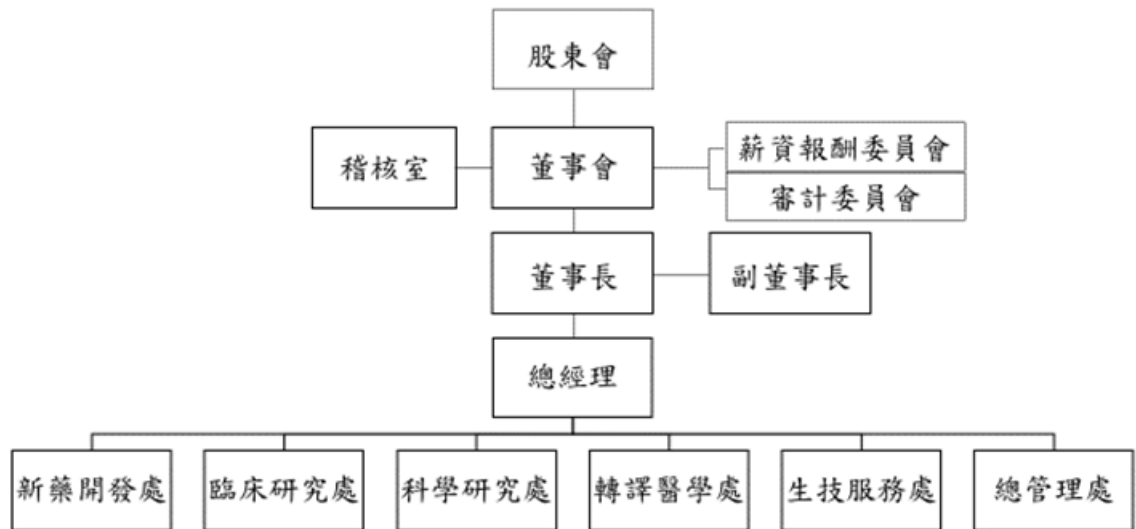 股東會
稽核室
董事會
薪資報酬委員會
審計委員會
董事長
副董事長
總經理
新藥開發處
臨床研究處
科學研究處
轉譯醫學處
生技服務處
總管理處